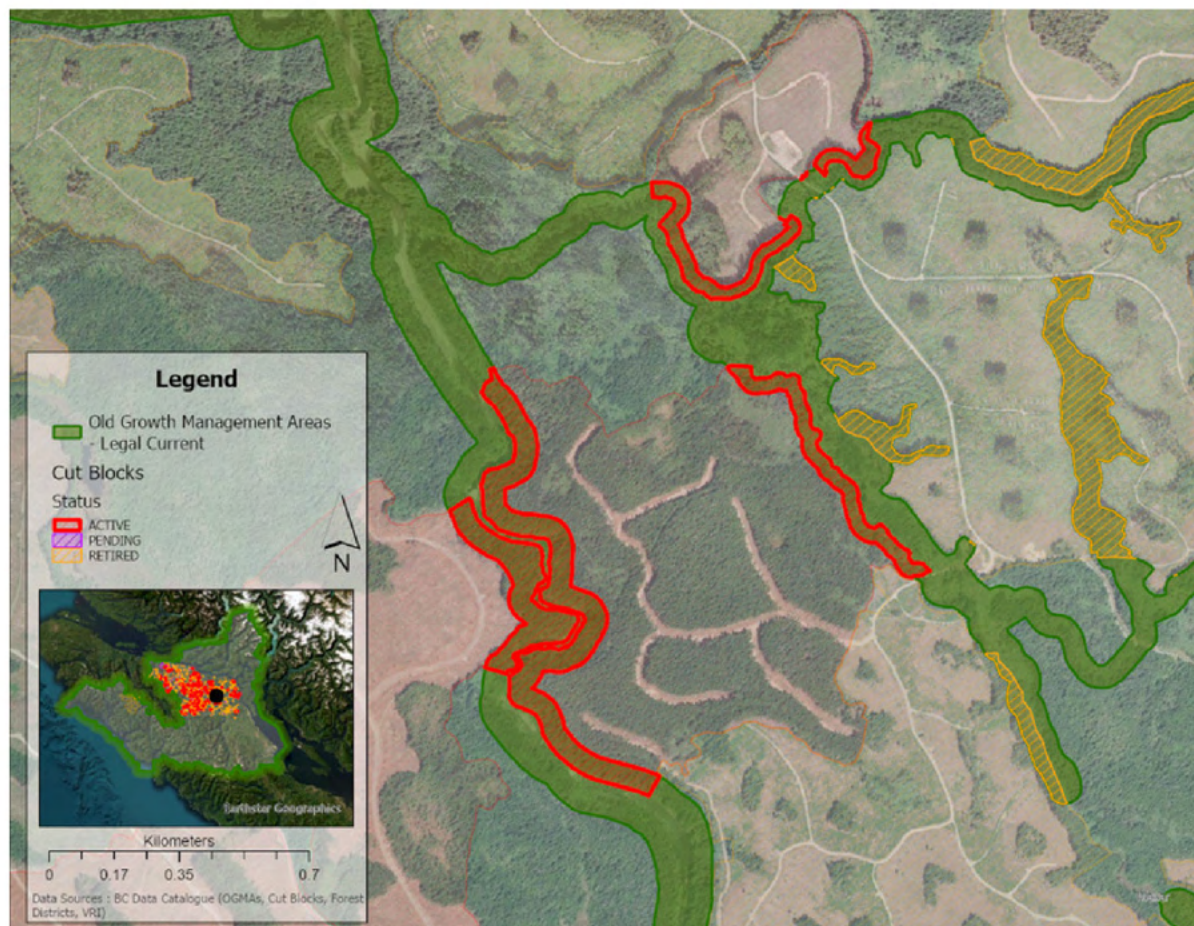 Legend
Old Growth Management Areas
- Legal Current
Cut Blocks
Status
ACTIVE
PENDING
RETIRED
N
Earthstar Geographics
Kilometers
0 0.17 0.35 0.7
Data Sources : BC Data Catalogue (OGMAs, Cut Blocks, Forest
Districts, VRI)